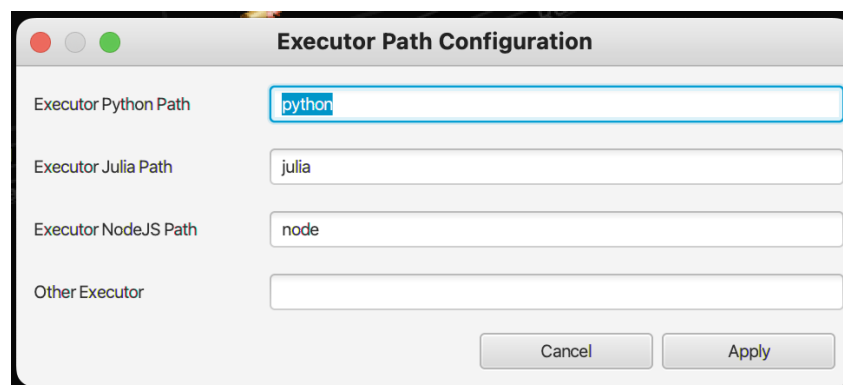 Executor Path Configuration
Executor Python Path python
Executor Julia Path julia
Executor NodeJS Path node
Other Executor
Cancel Apply